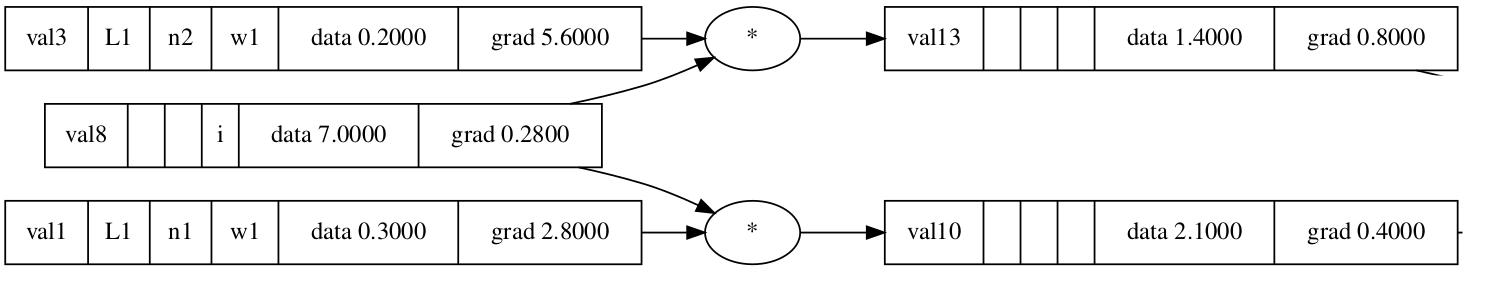 val3 L1 n2 w1 data 0.2000 grad 5.6000 * val13 data 1.4000 grad 0.8000
val8 i data 7.0000 grad 0.2800
val1 L1 n1 w1 data 0.3000 grad 2.8000 * val10 data 2.1000 grad 0.4000